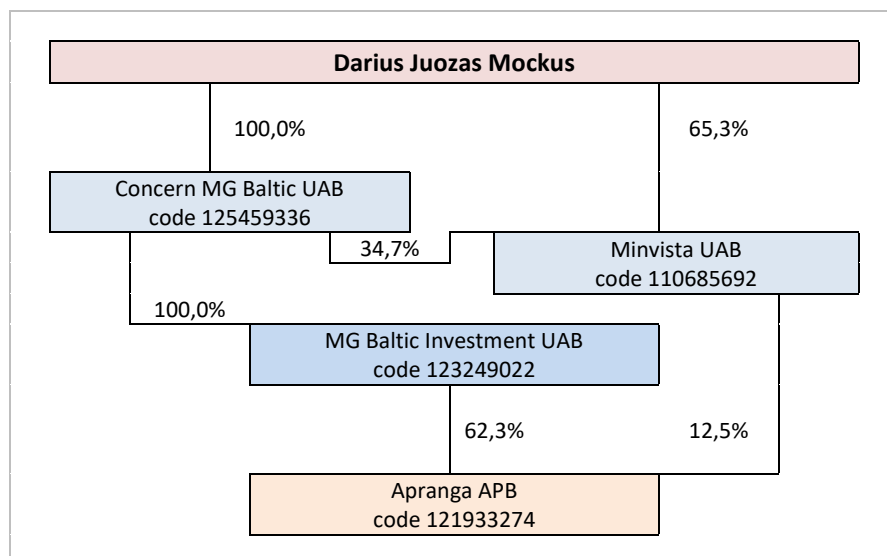 Darius Juozas Mockus
100,0%
65,3%
Concern MG Baltic UAB
code 125459336
34,7%
Minvista UAB
code 110685692
100,0%
MG Baltic Investment UAB
code 123249022
62,3%
12,5%
Apranga APB
code 121933274